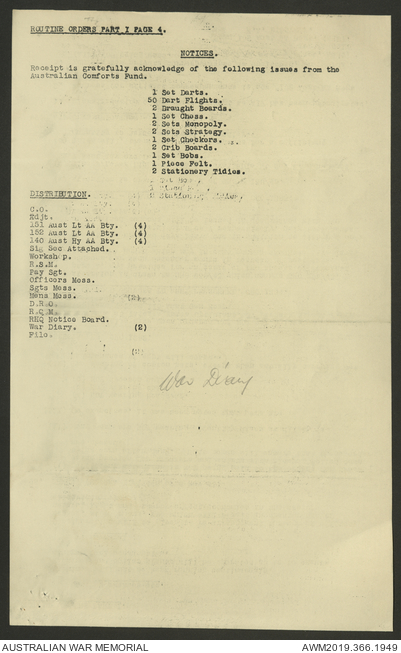 ROUTINE ORDERS PART I PAGE 4.
NOTICES.
Receipt is gratefully acknowledge of the following issues from the
Australian Comforts Fund.
1 Set Darts.
50 Dart Flights.
2 Draught Boards.
1 Set Chess.
2 Sets Monopoly.
2 Sets Strategy.
1 Set Checkers.
2 Crib Boards.
1 Set Bobs.
1 Piece Felt.
2 Stationery Tidies.
DISTRIBUTION.
C.O.
Adjt.
151 Aust Lt AA Bty. (4)
152 Aust Lt AA Bty. (4)
140 Aust Hy AA Bty. (4)
Sig Sec Attached.
Workshop.
R.S.M.
Pay Sgt.
Officers Mess.
Sgts Mess.
Mens Mess.
D.R.O.
R.Q.M.
RHQ Notice Board.
War Diary. (2)
File.
War Diary
AUSTRALIAN WAR MEMORIAL AWM2019.366.1949